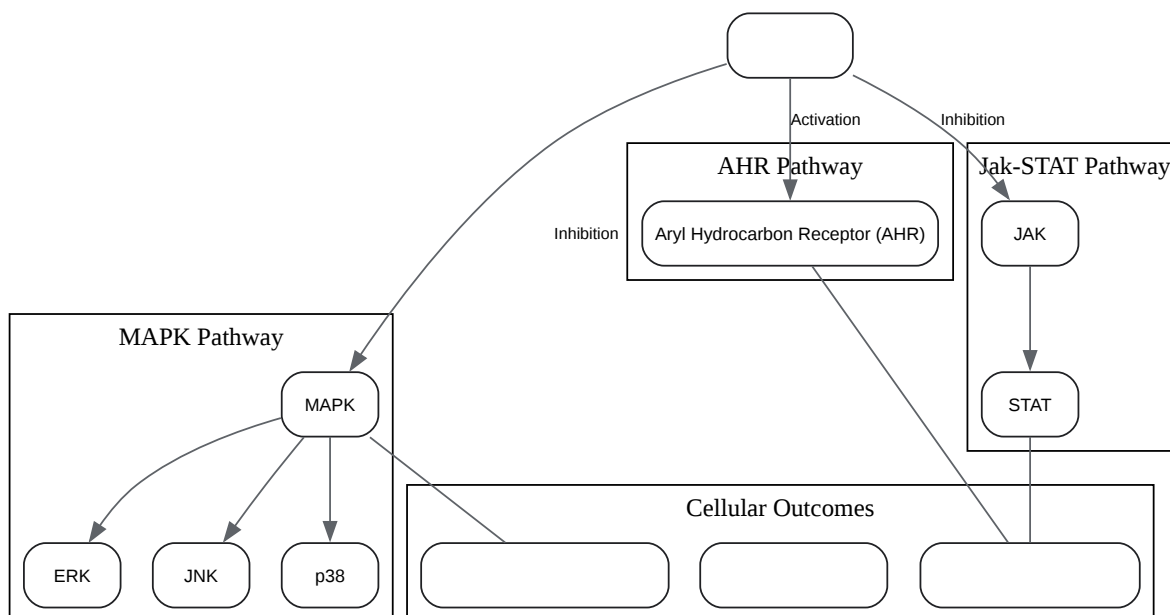 Activation
Inhibition
AHR Pathway
Jak-STAT Pathway
Inhibition
Aryl Hydrocarbon Receptor (AHR)
JAK
MAPK Pathway
MAPK
STAT
Cellular Outcomes
ERK
JNK
p38